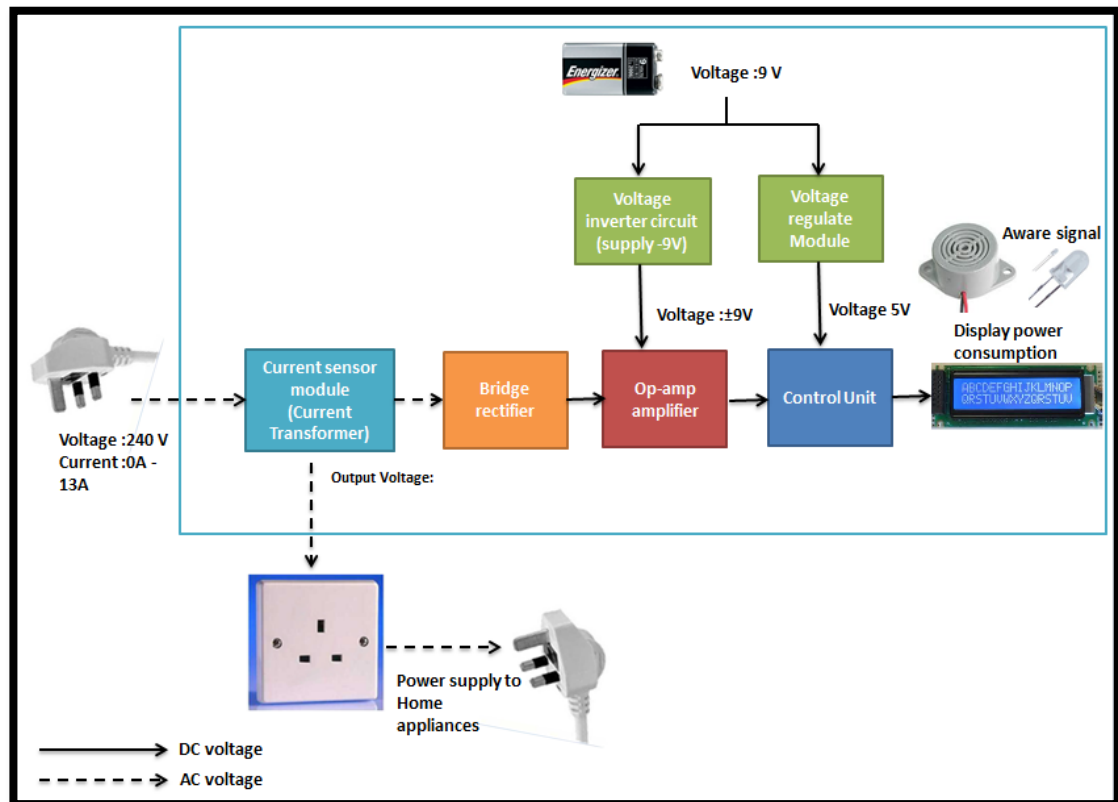 Energizer
Voltage :9 V
Voltage
inverter circuit
(supply -9V)
Voltage
regulate
Module
Aware signal
Voltage :±9V
Voltage 5V
Display power
consumption
Current sensor
module
(Current
Transformer)
Bridge
rectifier
Op-amp
amplifier
Control Unit
ABCDEFGHIJKLMNOP
QRSTUVWXYZQRSTUV
Voltage :240 V
Current :0A -
13A
Output Voltage:
Power supply to
Home
appliances
DC voltage
AC voltage